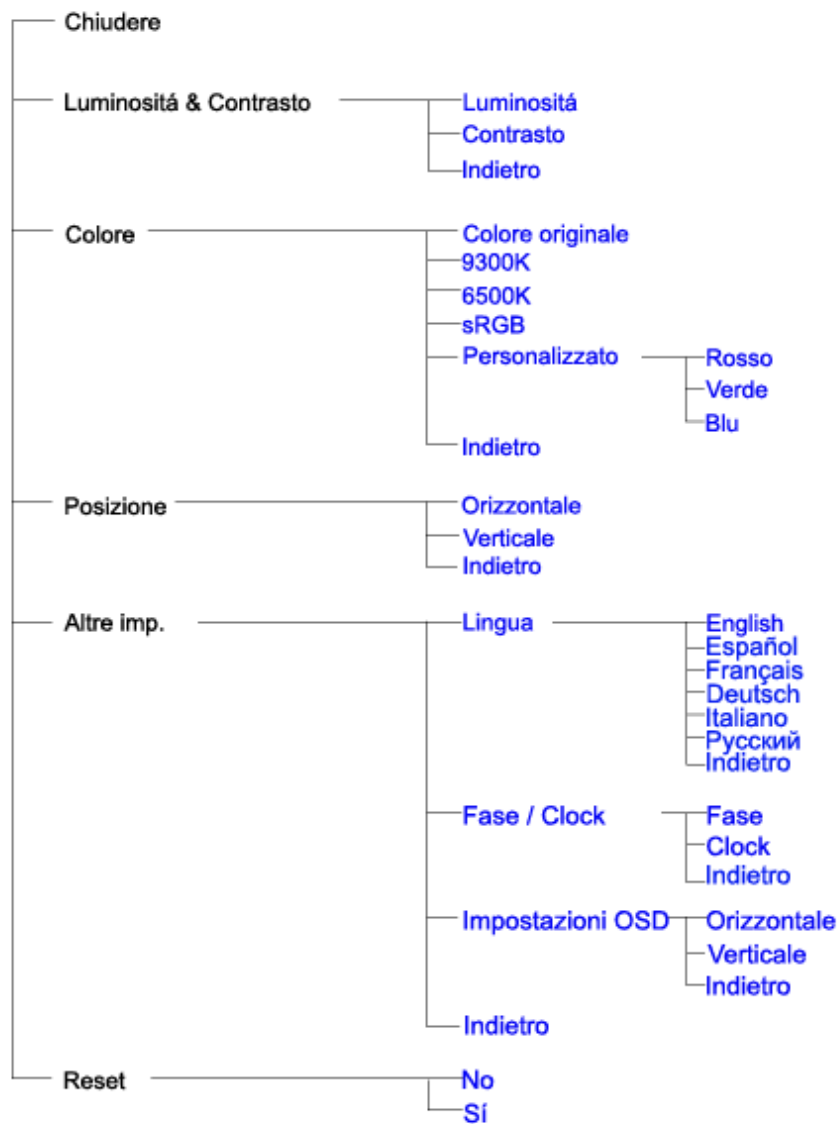 Chiudere
Luminositá & Contrasto
Luminositá
Contrasto
Indietro
Colore
Colore originale
9300K
6500K
sRGB
Personalizzato
Rosso
Verde
Blu
Indietro
Posizione
Orizzontale
Verticale
Indietro
Altre imp.
Lingua
English
Español
Français
Deutsch
Italiano
Русский
Indietro
Fase / Clock
Fase
Clock
Indietro
Impostazioni OSD
Orizzontale
Verticale
Indietro
Indietro
Reset
No
Sí